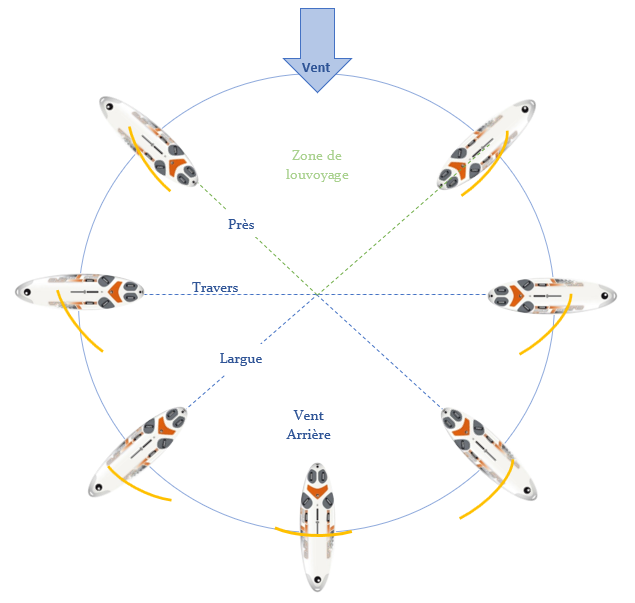 Vent
Zone de
louvoyage
Près
Travers
Largue
Vent
Arrière